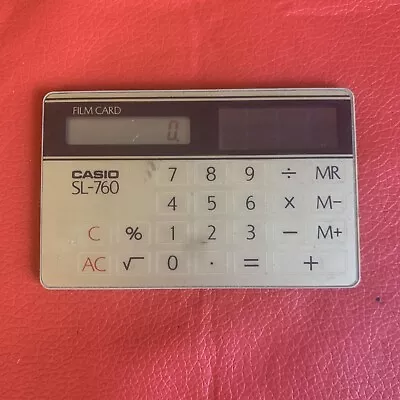 FILM CARD
0.
CASIO 7 8 9 ÷ MR
SL-760 4 5 6 × M−
C % 1 2 3 − M+
AC √ 0 · = +